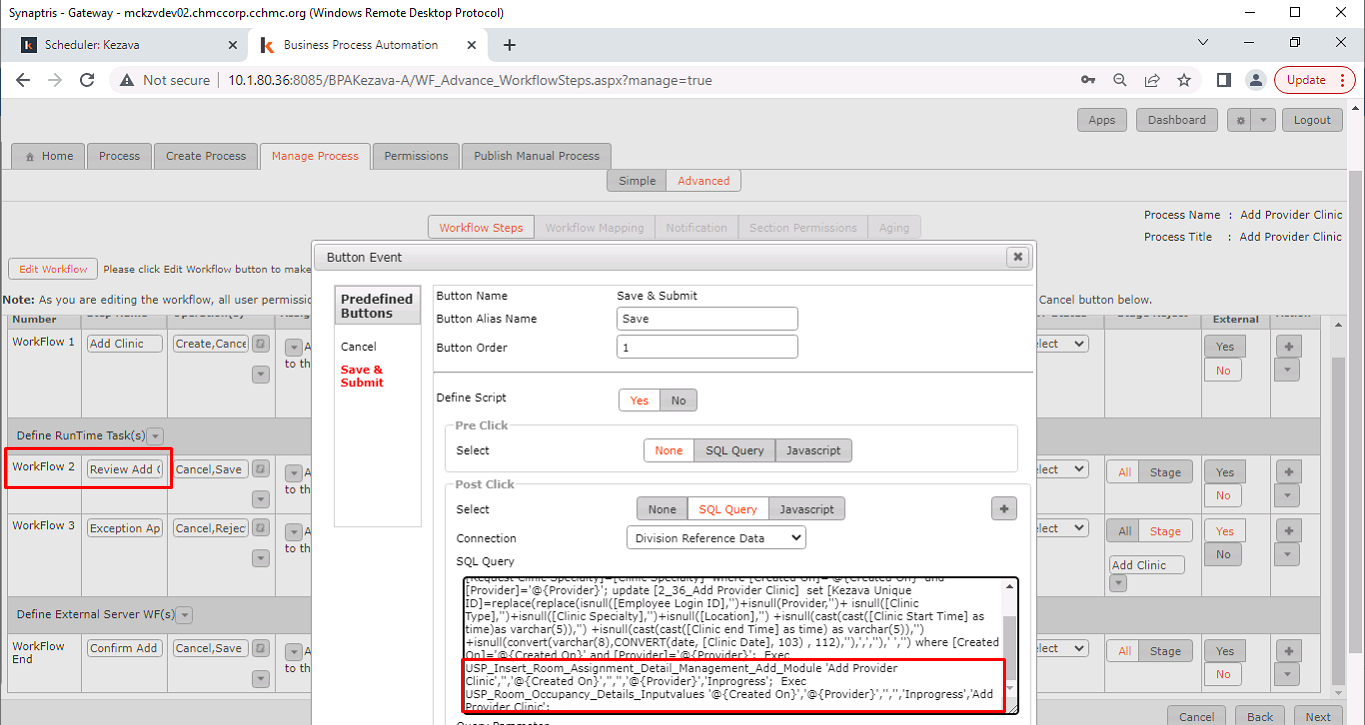 Synaptris - Gateway - mckzvdev02.chmccorp.cchmc.org (Windows Remote Desktop Protocol)
Scheduler: Kezava
Business Process Automation
Not secure
10.1.80.36:8085/BPAKezava-A/WF_Advance_WorkflowSteps.aspx?manage=true
Update
Apps
Dashboard
Logout
Home
Process
Create Process
Manage Process
Permissions
Publish Manual Process
Simple
Advanced
Workflow Steps
Workflow Mapping
Notification
Section Permissions
Aging
Process Name : Add Provider Clinic
Process Title : Add Provider Clinic
Edit Workflow
Please click Edit Workflow button to make
Note: As you are editing the workflow, all user permissio
Cancel button below.
Number
External
WorkFlow 1
Add Clinic
Create,Cance
to the
lect
Yes
No
Define RunTime Task(s)
WorkFlow 2
Review Add C
Cancel,Save
to th
lect
All
Stage
Yes
No
WorkFlow 3
Exception Ap
Cancel,Rejec
to th
lect
All
Stage
Add Clinic
Yes
No
Define External Server WF(s)
WorkFlow
End
Confirm Add
Cancel,Save
to th
lect
All
Stage
Yes
No
Cancel
Back
Next
Button Event
Predefined
Buttons
Cancel
Save &
Submit
Button Name
Save & Submit
Button Alias Name
Save
Button Order
1
Define Script
Yes
No
Pre Click
Select
None
SQL Query
Javascript
Post Click
Select
None
SQL Query
Javascript
Connection
Division Reference Data
SQL Query
[Request Clinic Specialty]=[Clinic Specialty] where [Created On]='@{Created On}' and
[Provider]='@{Provider}'; update [2_36_Add Provider Clinic] set [Kezava Unique
ID]=replace(replace(isnull([Employee Login ID],'')+isnull(Provider,'')+ isnull([Clinic
Type],'')+isnull([Clinic Specialty],'')+isnull([Location],'') +isnull(cast(cast([Clinic Start Time] as
time)as varchar(5)),'') +isnull(cast(cast([Clinic end Time] as time) as varchar(5)),'')
+isnull(convert(varchar(8),CONVERT(date, [Clinic Date], 103) , 112),''),',',''),' ','') where [Created
On]='@{Created On}' and [Provider]='@{Provider}'; Exec
USP_Insert_Room_Assignment_Detail_Management_Add_Module 'Add Provider
Clinic','','@{Created On}','','','@{Provider}','Inprogress'; Exec
USP_Room_Occupancy_Details_Inputvalues '@{Created On}','@{Provider}','','','Inprogress','Add
Provider Clinic';